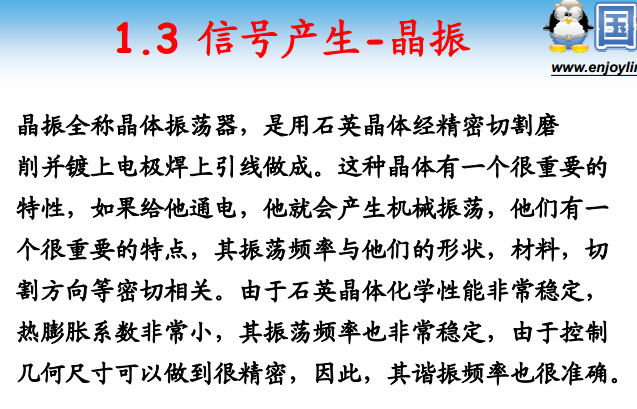 1.3 信号产生-晶振
国
www.enjoylin
晶振全称晶体振荡器，是用石英晶体经精密切割磨
削并镀上电极焊上引线做成。这种晶体有一个很重要的
特性，如果给他通电，他就会产生机械振荡，他们有一
个很重要的特点，其振荡频率与他们的形状，材料，切
割方向等密切相关。由于石英晶体化学性能非常稳定，
热膨胀系数非常小，其振荡频率也非常稳定，由于控制
几何尺寸可以做到很精密，因此，其谐振频率也很准确。